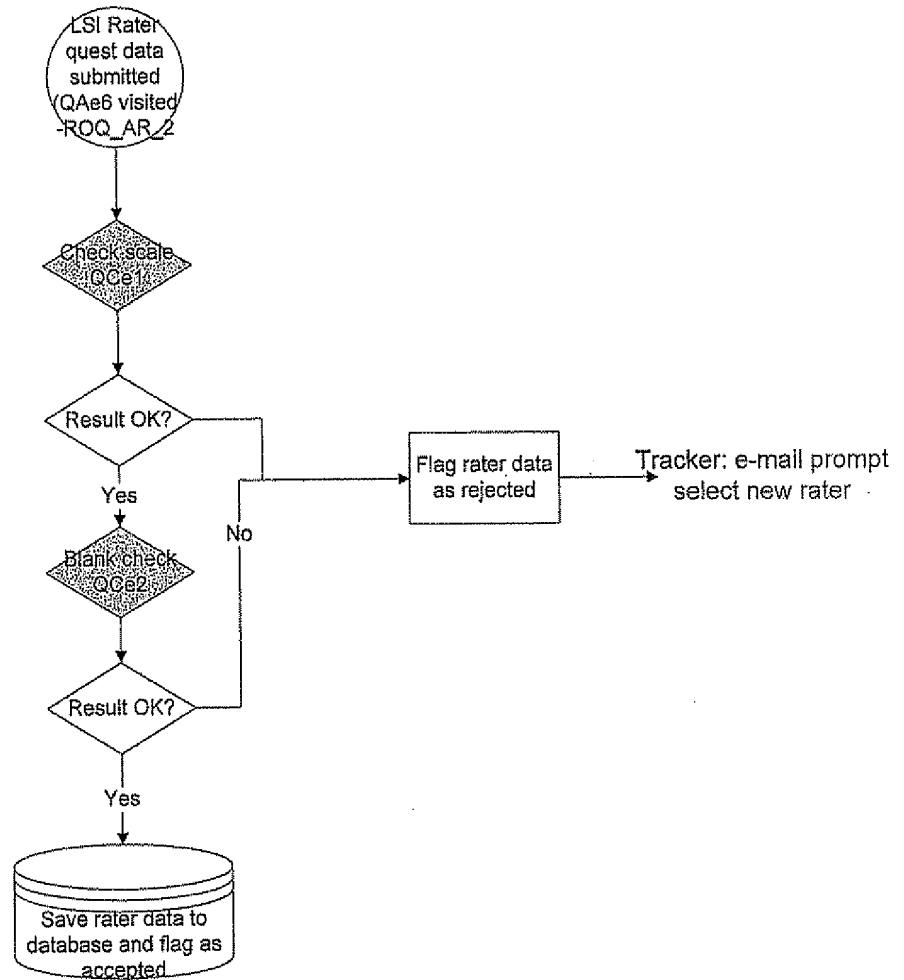 LSI Rater
quest data
submitted
(QAe6 visited
-ROQ_AR_2
Check scale
QCe1
Result OK?
Yes
Blank check
QCe2
No
Result OK?
Yes
Save rater data to
database and flag as
accepted
Flag rater data
as rejected
Tracker: e-mail prompt
select new rater